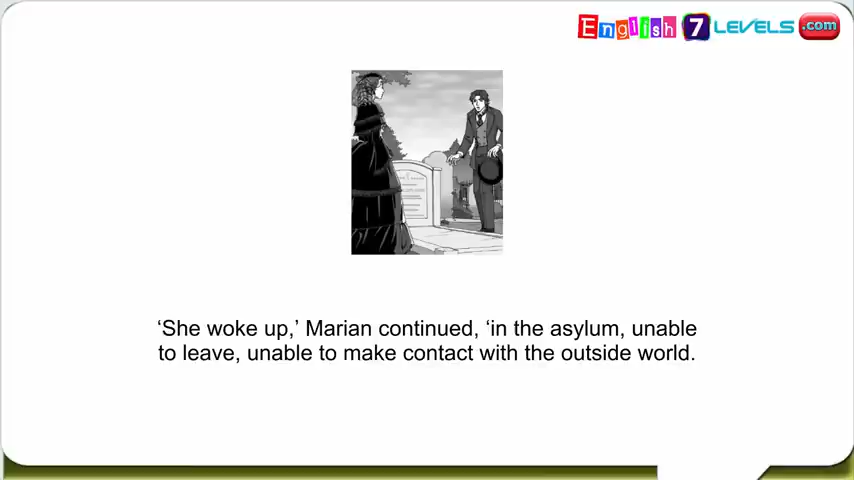 English 7 LEVELS .com
‘She woke up,’ Marian continued, ‘in the asylum, unable
to leave, unable to make contact with the outside world.